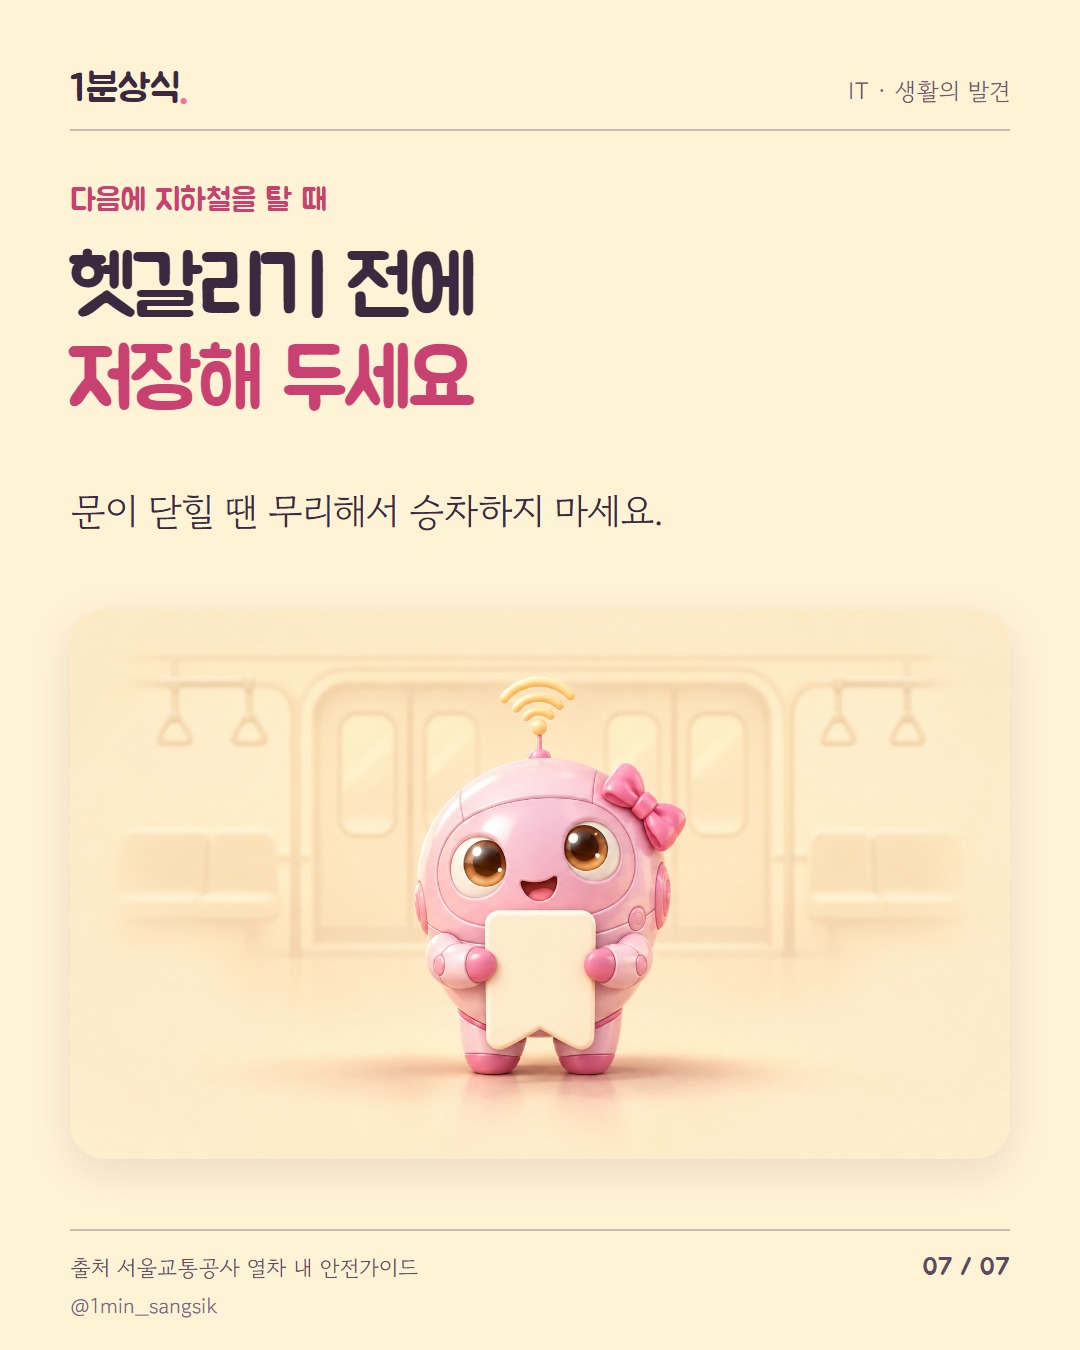 1분상식.
IT · 생활의 발견
다음에 지하철을 탈 때
헷갈리기 전에
저장해 두세요
문이 닫힐 땐 무리해서 승차하지 마세요.
출처 서울교통공사 열차 내 안전가이드
07 / 07
@1min_sangsik